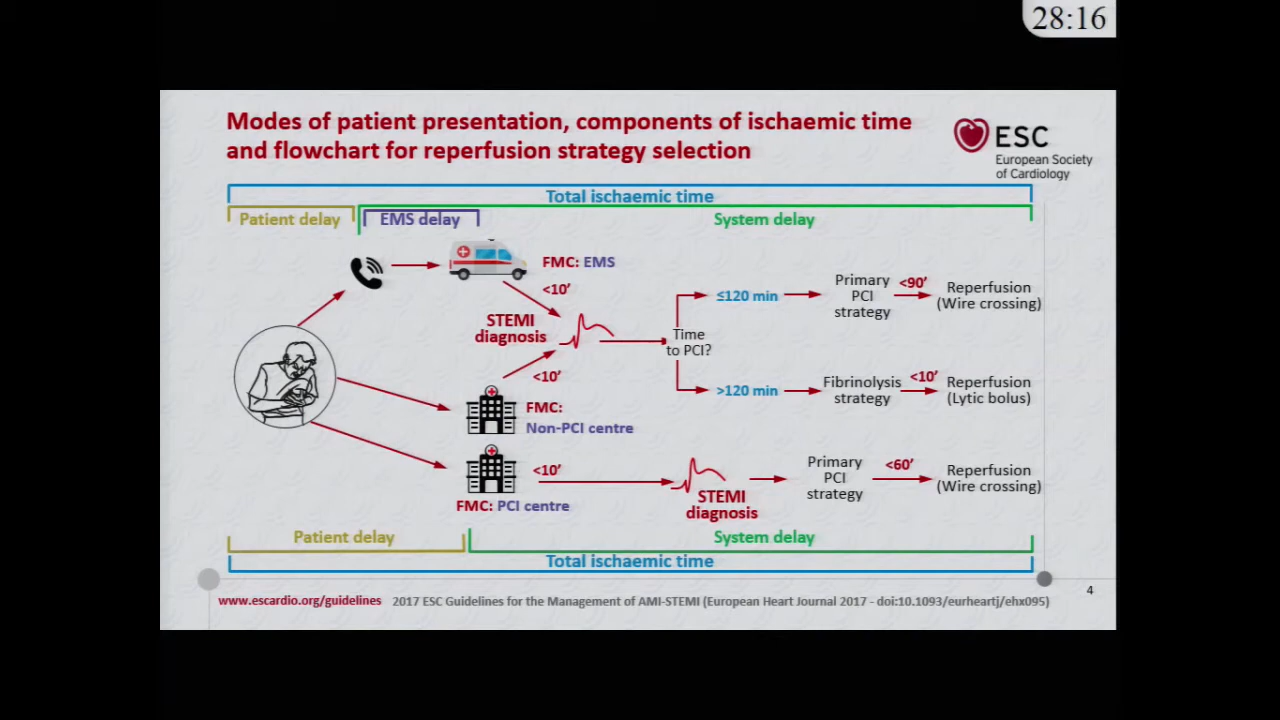 28:16
Modes of patient presentation, components of ischaemic time
and flowchart for reperfusion strategy selection
ESC
European Society
of Cardiology
Total ischaemic time
Patient delay
EMS delay
System delay
FMC: EMS
<10'
STEMI
diagnosis
<10'
FMC:
Non-PCI centre
Time
to PCI?
≤120 min
Primary
PCI
strategy
<90'
Reperfusion
(Wire crossing)
>120 min
Fibrinolysis
strategy
<10'
Reperfusion
(Lytic bolus)
<10'
FMC: PCI centre
STEMI
diagnosis
Primary
PCI
strategy
<60'
Reperfusion
(Wire crossing)
Patient delay
System delay
Total ischaemic time
www.escardio.org/guidelines
2017 ESC Guidelines for the Management of AMI-STEMI (European Heart Journal 2017 - doi:10.1093/eurheartj/ehx095)
4